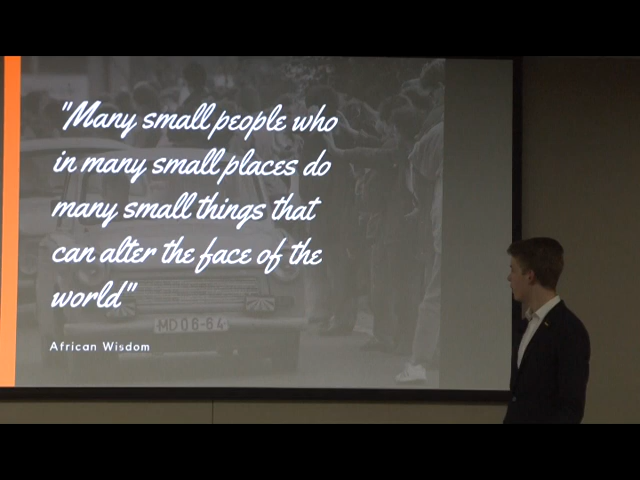 "Many small people who
in many small places do
many small things that
can alter the face of the
world"
MD08-64
African Wisdom